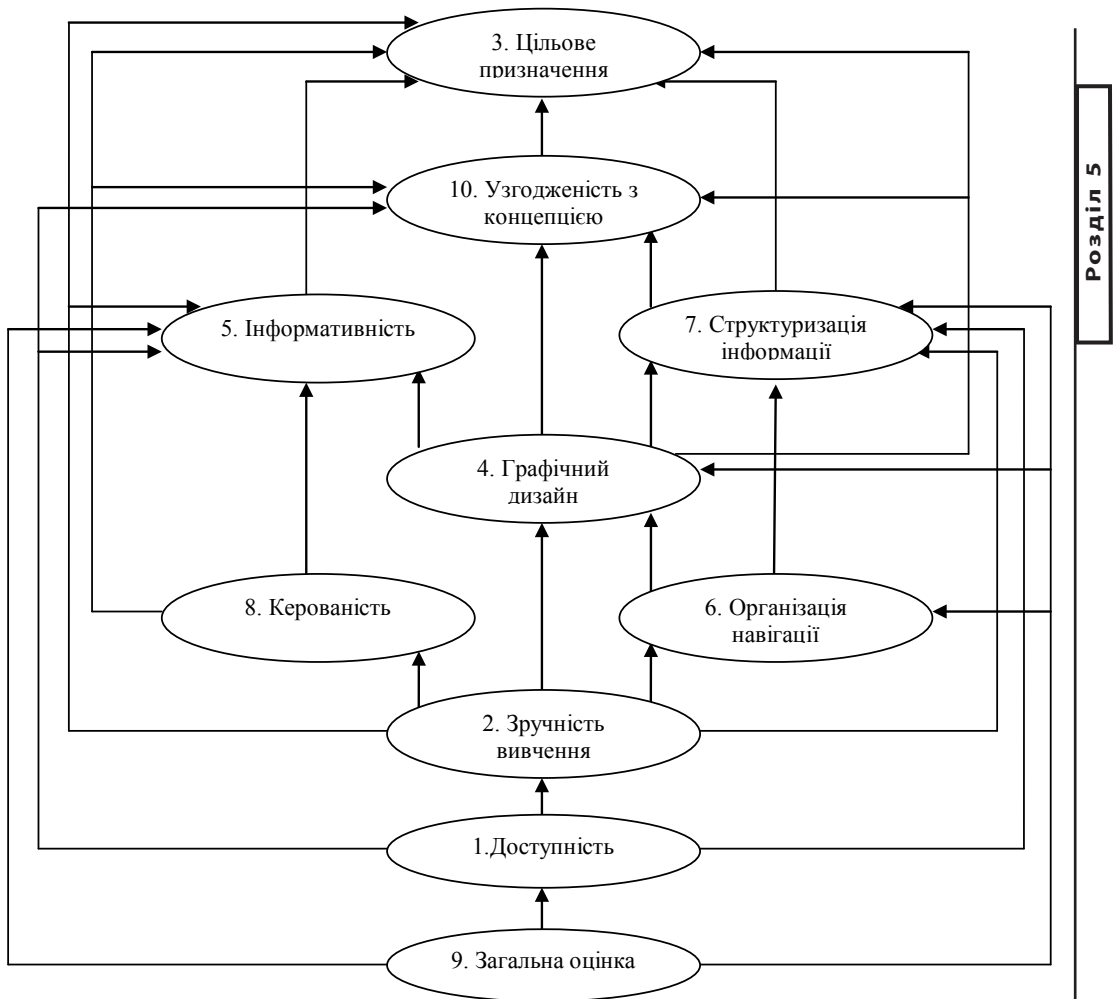 3. Цільове
призначення
10. Узгодженість з
концепцією
5. Інформативність
7. Структуризація
інформації
4. Графічний
дизайн
8. Керованість
6. Організація
навігації
2. Зручність
вивчення
1.Доступність
9. Загальна оцінка
Розділ 5